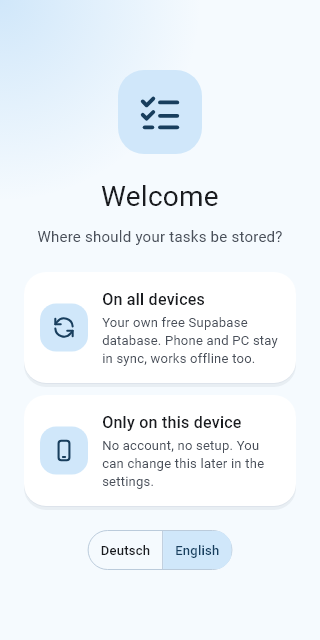 Welcome
Where should your tasks be stored?
On all devices
Your own free Supabase
database. Phone and PC stay
in sync, works offline too.
Only on this device
No account, no setup. You
can change this later in the
settings.
Deutsch English